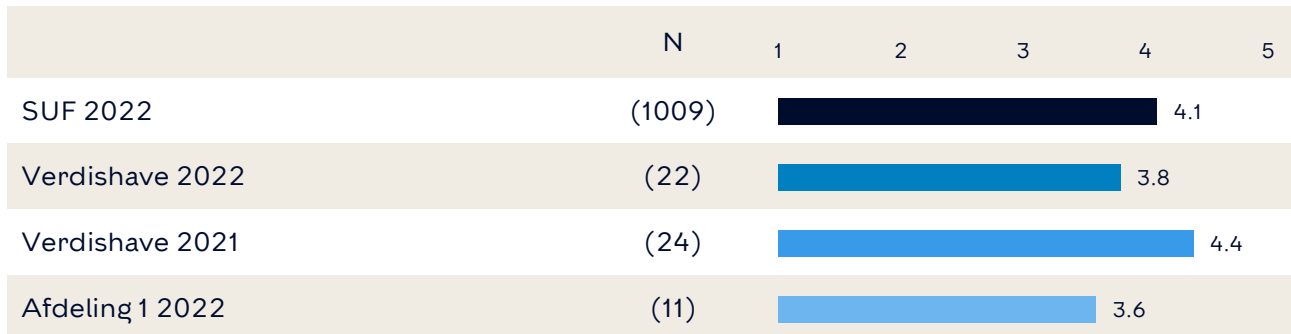 N 1 2 3 4 5
SUF 2022 (1009) 4.1
Verdishave 2022 (22) 3.8
Verdishave 2021 (24) 4.4
Afdeling 1 2022 (11) 3.6